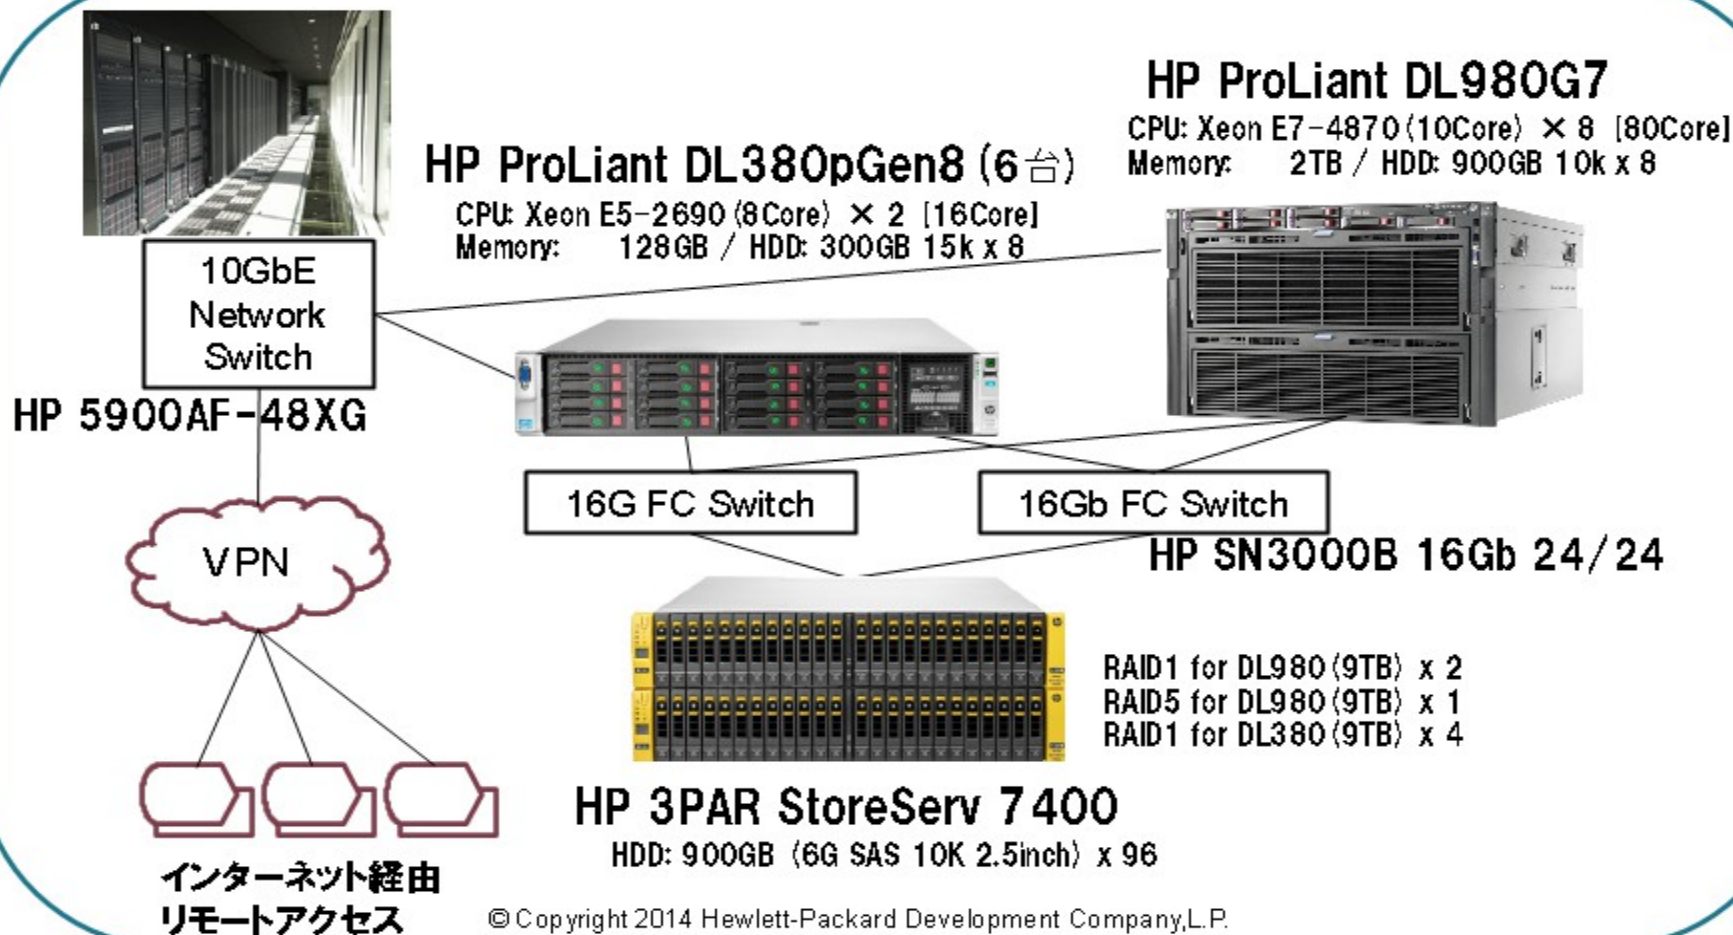 HP ProLiant DL980G7
CPU: Xeon E7-4870(10Core) × 8 [80Core]
Memory: 2TB / HDD: 900GB 10k x 8
HP ProLiant DL380pGen8(6台)
CPU: Xeon E5-2690(8Core) × 2 [16Core]
Memory: 128GB / HDD: 300GB 15k x 8
10GbE
Network
Switch
HP 5900AF-48XG
16G FC Switch
16Gb FC Switch
HP SN3000B 16Gb 24/24
VPN
RAID1 for DL980(9TB) x 2
RAID5 for DL980(9TB) x 1
RAID1 for DL380(9TB) x 4
HP 3PAR StoreServ 7400
HDD: 900GB (6G SAS 10K 2.5inch) x 96
インターネット経由
リモートアクセス
© Copyright 2014 Hewlett-Packard Development Company,L.P.